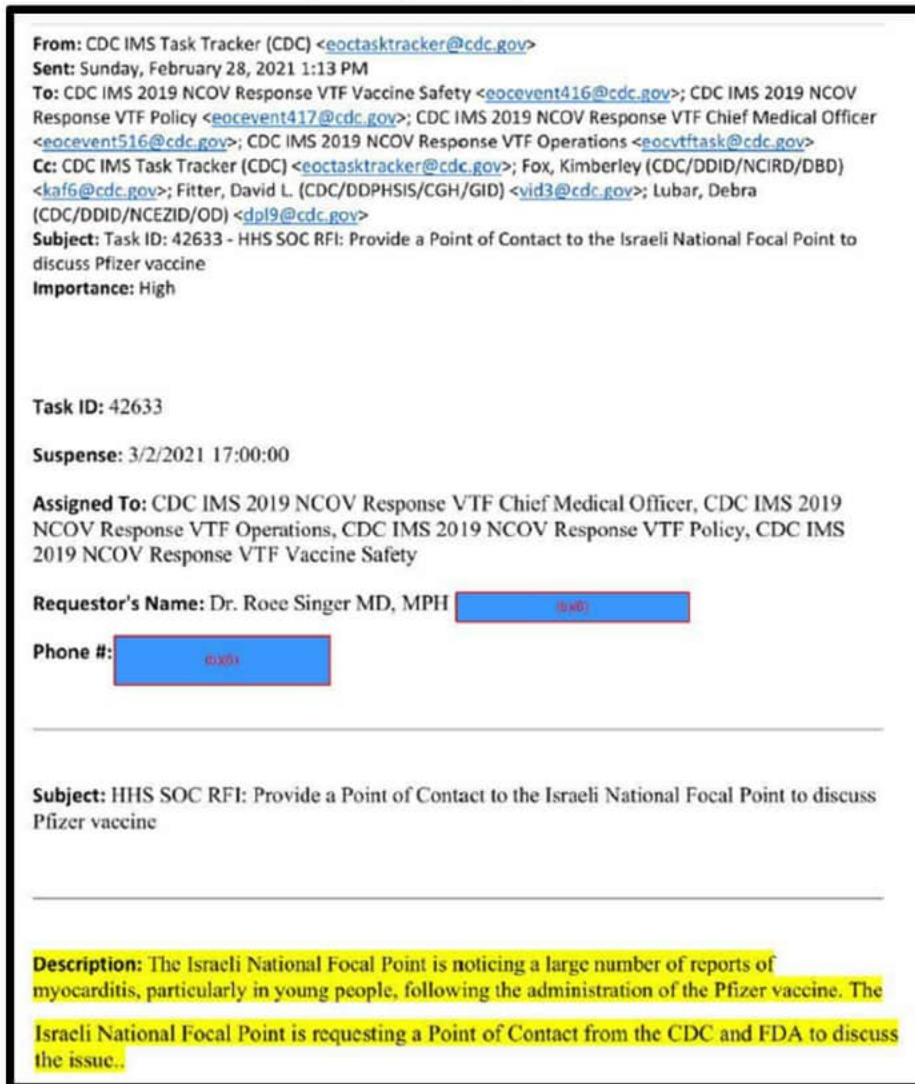 From: CDC IMS Task Tracker (CDC) <eoctasktracker@cdc.gov>
Sent: Sunday, February 28, 2021 1:13 PM
To: CDC IMS 2019 NCOV Response VTF Vaccine Safety <eocevent416@cdc.gov>; CDC IMS 2019 NCOV
Response VTF Policy <eocevent417@cdc.gov>; CDC IMS 2019 NCOV Response VTF Chief Medical Officer
<eocevent516@cdc.gov>; CDC IMS 2019 NCOV Response VTF Operations <eocvtftask@cdc.gov>
Cc: CDC IMS Task Tracker (CDC) <eoctasktracker@cdc.gov>; Fox, Kimberley (CDC/DDID/NCIRD/DBD)
<kaf6@cdc.gov>; Fitter, David L. (CDC/DDPHSIS/CGH/GID) <vid3@cdc.gov>; Lubar, Debra
(CDC/DDID/NCEZID/OD) <dpl9@cdc.gov>
Subject: Task ID: 42633 - HHS SOC RFI: Provide a Point of Contact to the Israeli National Focal Point to
discuss Pfizer vaccine
Importance: High
Task ID: 42633
Suspense: 3/2/2021 17:00:00
Assigned To: CDC IMS 2019 NCOV Response VTF Chief Medical Officer, CDC IMS 2019
NCOV Response VTF Operations, CDC IMS 2019 NCOV Response VTF Policy, CDC IMS
2019 NCOV Response VTF Vaccine Safety
Requestor's Name: Dr. Roee Singer MD, MPH (b)(6)
Phone #: (b)(6)
Subject: HHS SOC RFI: Provide a Point of Contact to the Israeli National Focal Point to discuss
Pfizer vaccine
Description: The Israeli National Focal Point is noticing a large number of reports of
myocarditis, particularly in young people, following the administration of the Pfizer vaccine. The
Israeli National Focal Point is requesting a Point of Contact from the CDC and FDA to discuss
the issue..